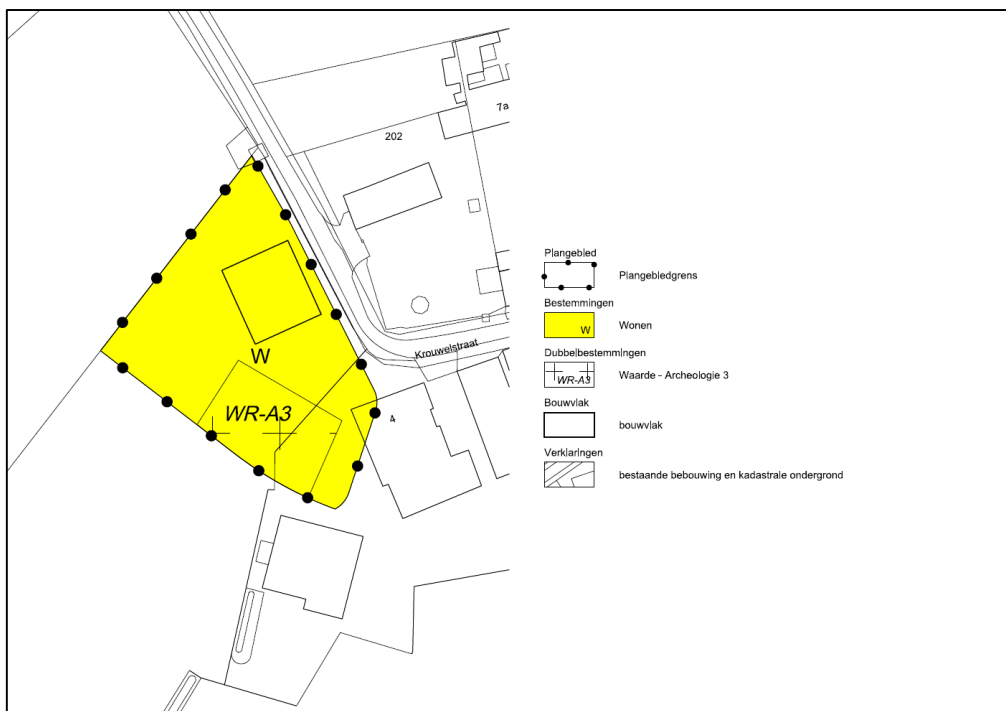 7a
202
Krouwelstraat
4
W
WR-A3
Plangebied
Plangebiedgrens
Bestemmingen
W
Wonen
Dubbelbestemmingen
WR-A3
Waarde - Archeologie 3
Bouwvlak
bouwvlak
Verklaringen
bestaande bebouwing en kadastrale ondergrond